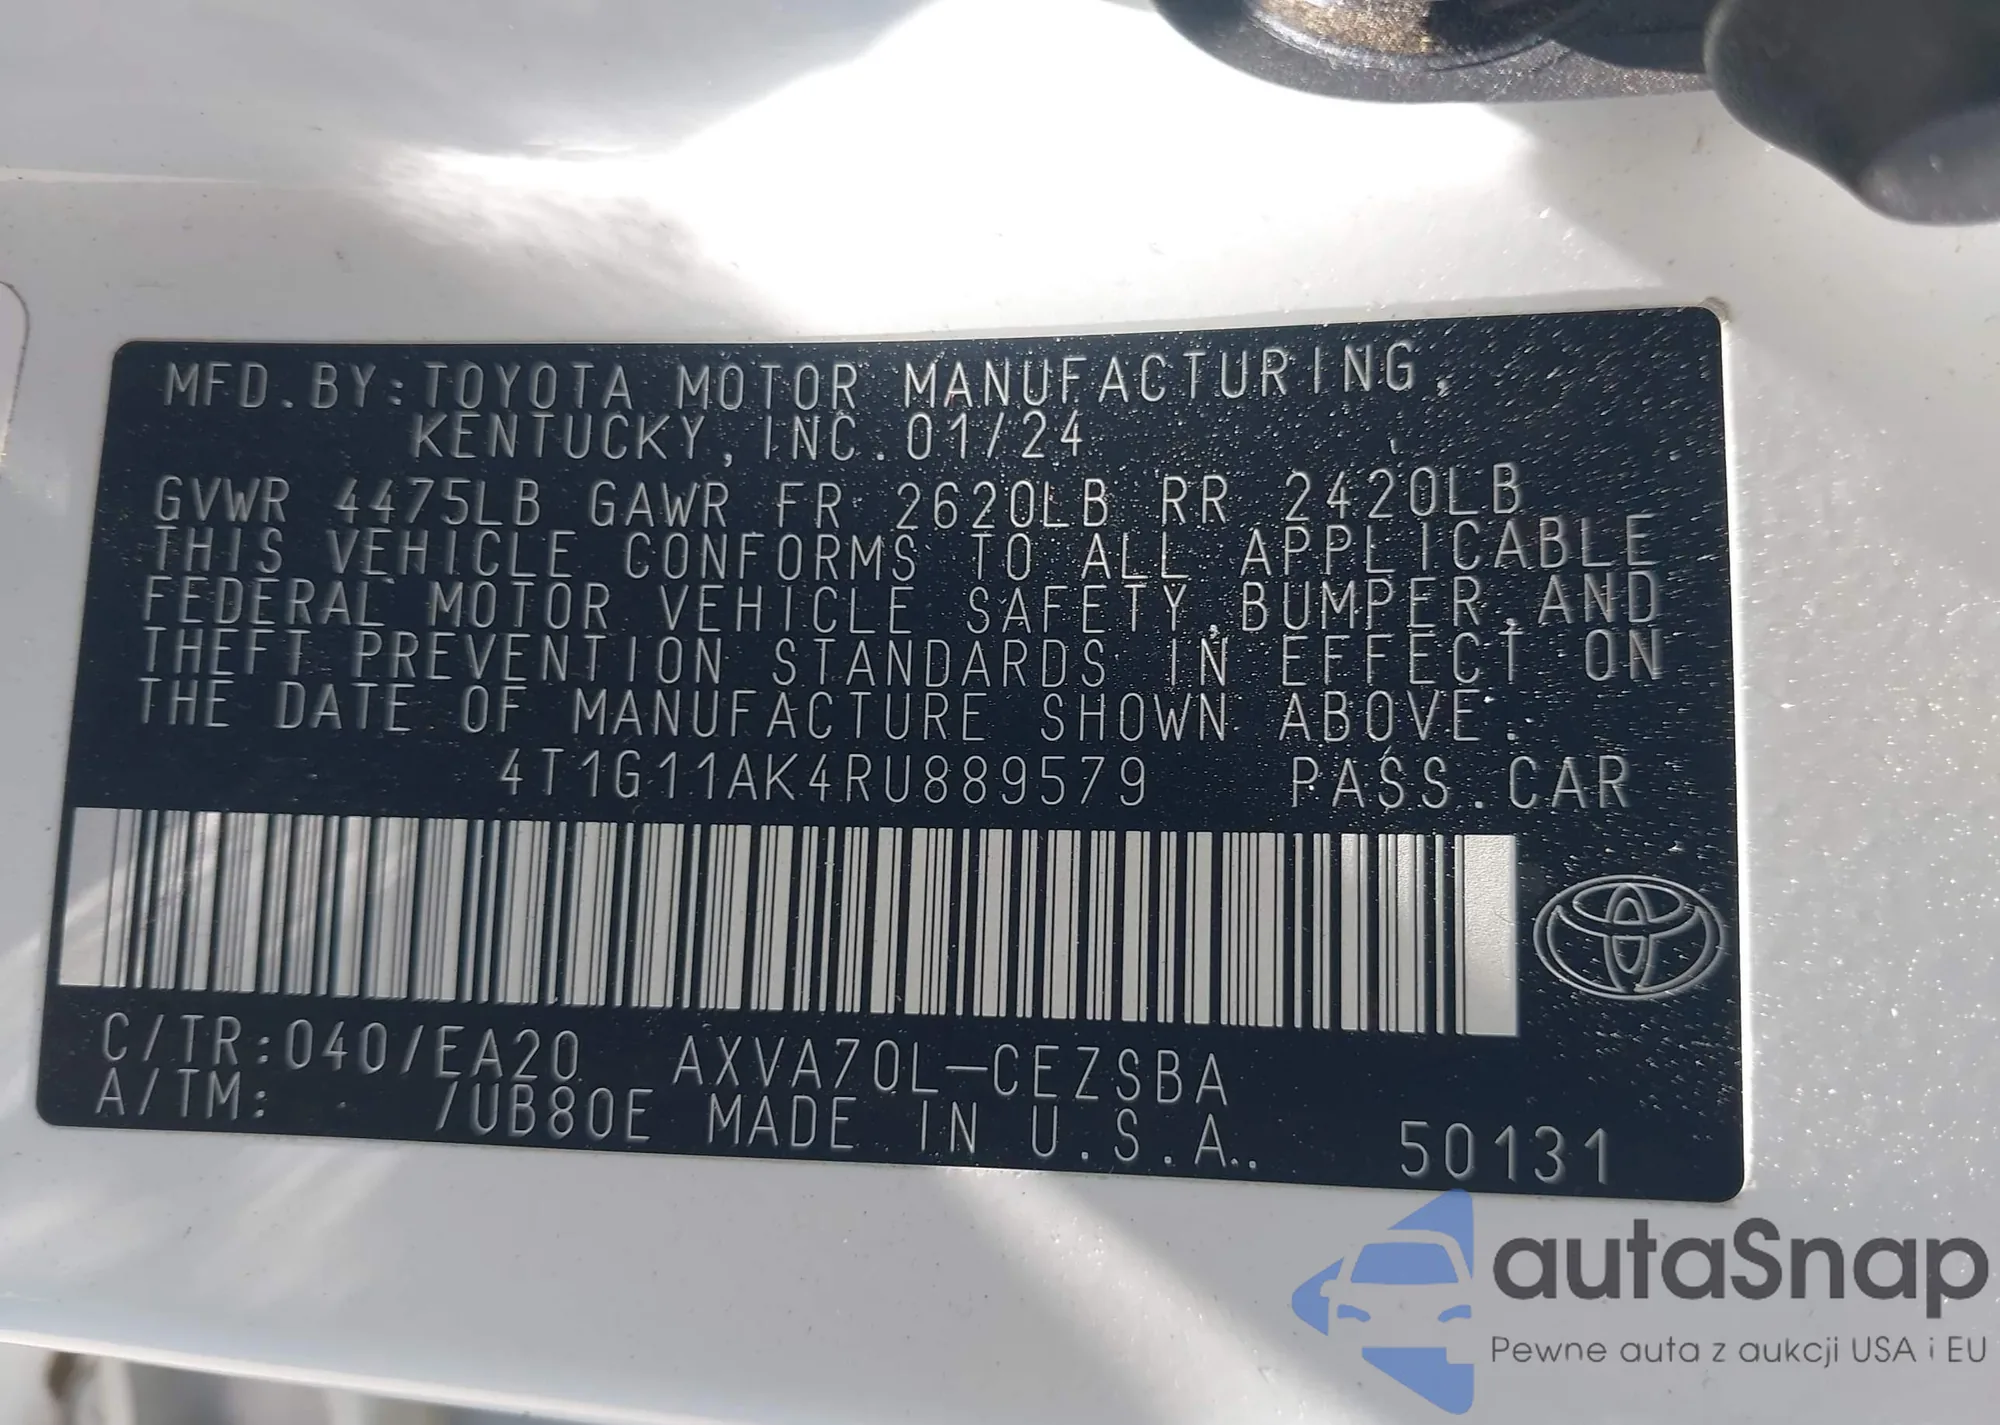 MFD.BY:TOYOTA MOTOR MANUFACTURING,
KENTUCKY, INC.01/24
GVWR 4475LB GAWR FR 2620LB RR 2420LB
THIS VEHICLE CONFORMS TO ALL APPLICABLE
FEDERAL MOTOR VEHICLE SAFETY, BUMPER, AND
THEFT PREVENTION STANDARDS IN EFFECT ON
THE DATE OF MANUFACTURE SHOWN ABOVE.
4T1G11AK4RU889579 PASS.CAR
C/TR:040/EA20 AXVA70L-CEZSBA
A/TM: /UB80E MADE IN U.S.A.
50131
autaSnap
Pewne auta z aukcji USA i EU